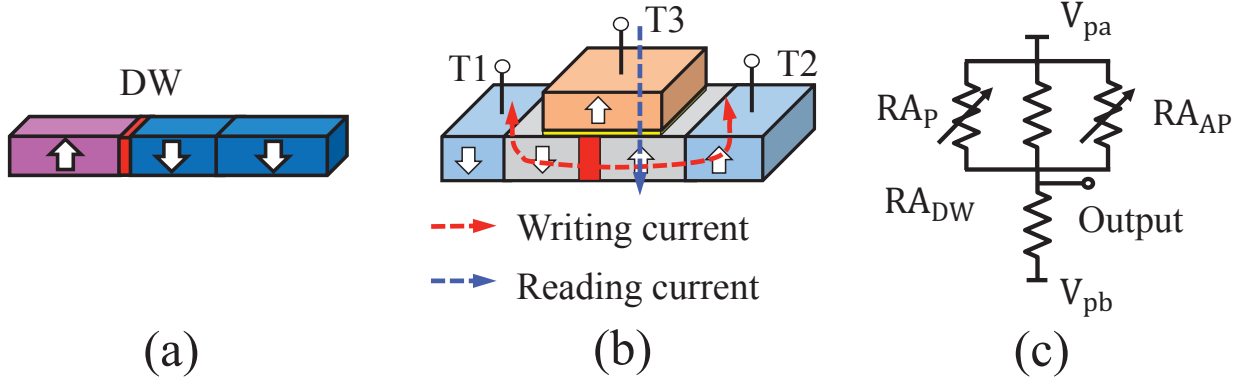 DW
(a)
T3
T1
T2
Writing current
Reading current
(b)
V_pa
RA_P
RA_AP
RA_DW
Output
V_pb
(c)